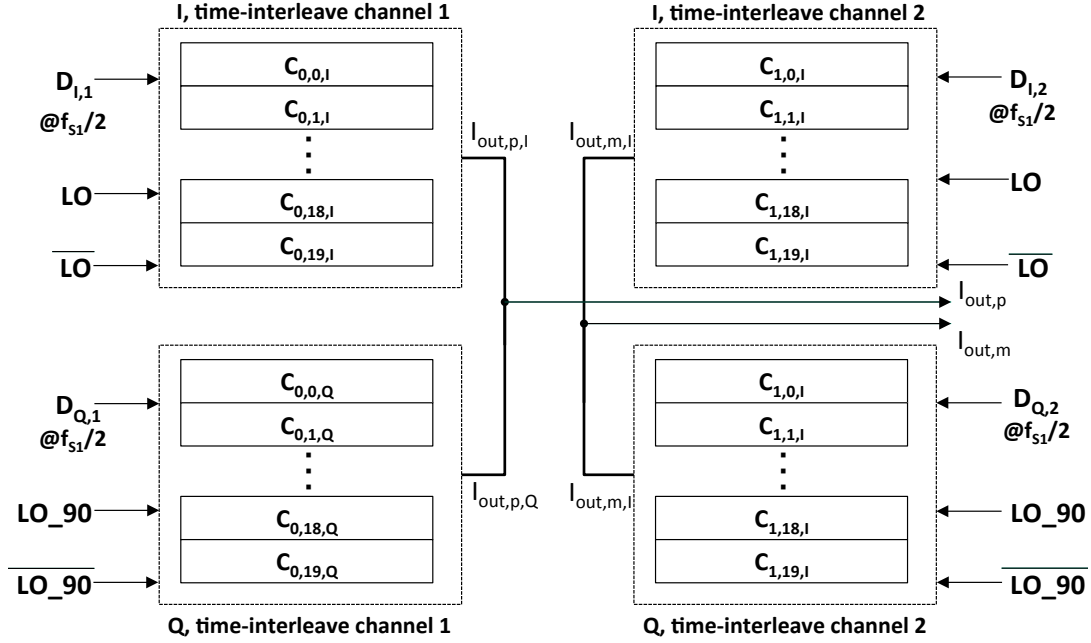 I, time-interleave channel 1
D_I,1
@f_S1/2
LO
LO
C_0,0,I
C_0,1,I
C_0,18,I
C_0,19,I
I_out,p,I
I, time-interleave channel 2
I_out,m,I
C_1,0,I
C_1,1,I
C_1,18,I
C_1,19,I
D_I,2
@f_S1/2
LO
LO
I_out,p
I_out,m
D_Q,1
@f_S1/2
LO_90
LO_90
C_0,0,Q
C_0,1,Q
C_0,18,Q
C_0,19,Q
I_out,p,Q
Q, time-interleave channel 1
I_out,m,I
C_1,0,I
C_1,1,I
C_1,18,I
C_1,19,I
D_Q,2
@f_S1/2
LO_90
LO_90
Q, time-interleave channel 2